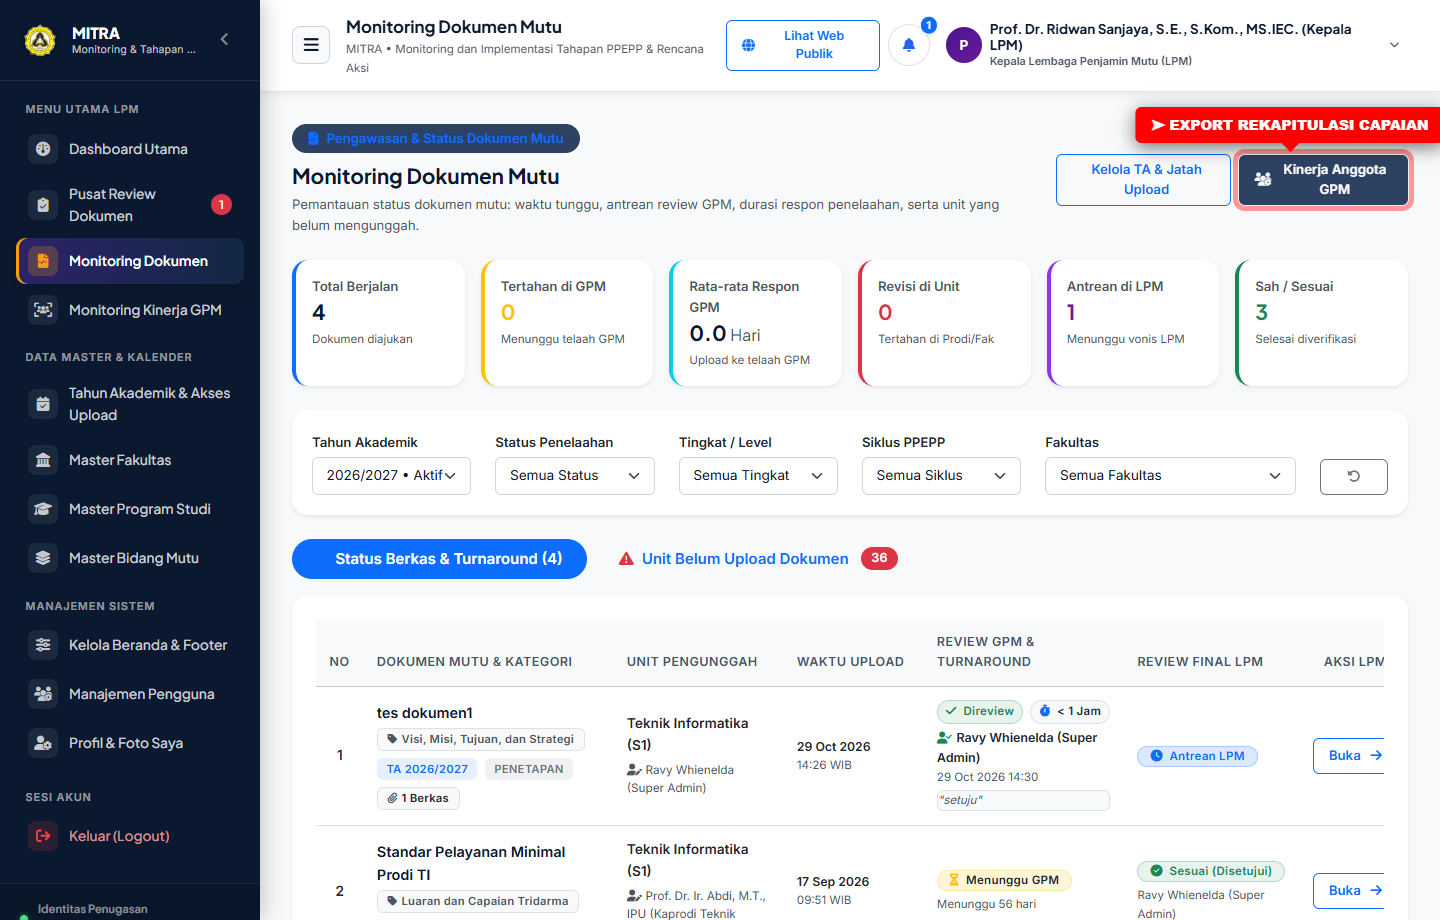 MITRA
Monitoring & Tahapan ...
MENU UTAMA LPM
Dashboard Utama
Pusat Review
Dokumen
1
Monitoring Dokumen
Monitoring Kinerja GPM
DATA MASTER & KALENDER
Tahun Akademik & Akses
Upload
Master Fakultas
Master Program Studi
Master Bidang Mutu
MANAJEMEN SISTEM
Kelola Beranda & Footer
Manajemen Pengguna
Profil & Foto Saya
SESI AKUN
Keluar (Logout)
Identitas Penugasan
Monitoring Dokumen Mutu
MITRA • Monitoring dan Implementasi Tahapan PPEPP & Rencana
Aksi
Lihat Web
Publik
1
P
Prof. Dr. Ridwan Sanjaya, S.E., S.Kom., MS.IEC. (Kepala
LPM)
Kepala Lembaga Penjamin Mutu (LPM)
➤ EXPORT REKAPITULASI CAPAIAN
Pengawasan & Status Dokumen Mutu
Monitoring Dokumen Mutu
Pemantauan status dokumen mutu: waktu tunggu, antrean review GPM, durasi respon penelaahan, serta unit yang
belum mengunggah.
Kelola TA & Jatah
Upload
Kinerja Anggota
GPM
Total Berjalan
4
Dokumen diajukan
Tertahan di GPM
0
Menunggu telaah GPM
Rata-rata Respon
GPM
0.0 Hari
Upload ke telaah GPM
Revisi di Unit
0
Tertahan di Prodi/Fak
Antrean di LPM
1
Menunggu vonis LPM
Sah / Sesuai
3
Selesai diverifikasi
Tahun Akademik
2026/2027 • Aktif
Status Penelaahan
Semua Status
Tingkat / Level
Semua Tingkat
Siklus PPEPP
Semua Siklus
Fakultas
Semua Fakultas
Status Berkas & Turnaround (4)
Unit Belum Upload Dokumen
36
NO
DOKUMEN MUTU & KATEGORI
UNIT PENGUNGGAH
WAKTU UPLOAD
REVIEW GPM &
TURNAROUND
REVIEW FINAL LPM
AKSI LPM
1
tes dokumen1
Visi, Misi, Tujuan, dan Strategi
TA 2026/2027
PENETAPAN
1 Berkas
Teknik Informatika
(S1)
Ravy Whienelda
(Super Admin)
29 Oct 2026
14:26 WIB
Direview
< 1 Jam
Ravy Whienelda (Super
Admin)
29 Oct 2026 14:30
"setuju"
Antrean LPM
Buka
2
Standar Pelayanan Minimal
Prodi TI
Luaran dan Capaian Tridarma
Teknik Informatika
(S1)
Prof. Dr. Ir. Abdi, M.T.,
IPU (Kaprodi Teknik
17 Sep 2026
09:51 WIB
Menunggu GPM
Menunggu 56 hari
Sesuai (Disetujui)
Ravy Whienelda (Super
Admin)
Buka